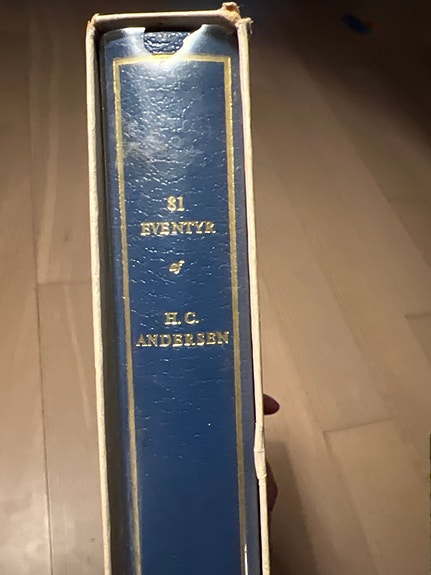 81
EVENTYR
af
H. C.
ANDERSEN